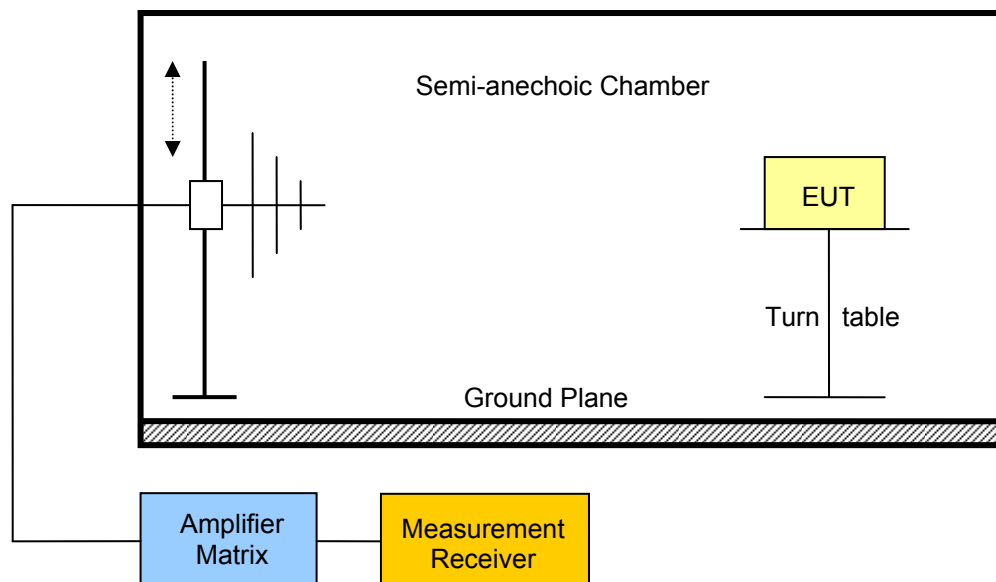 Semi-anechoic Chamber
EUT
Turn table
Ground Plane
Amplifier
Matrix
Measurement
Receiver